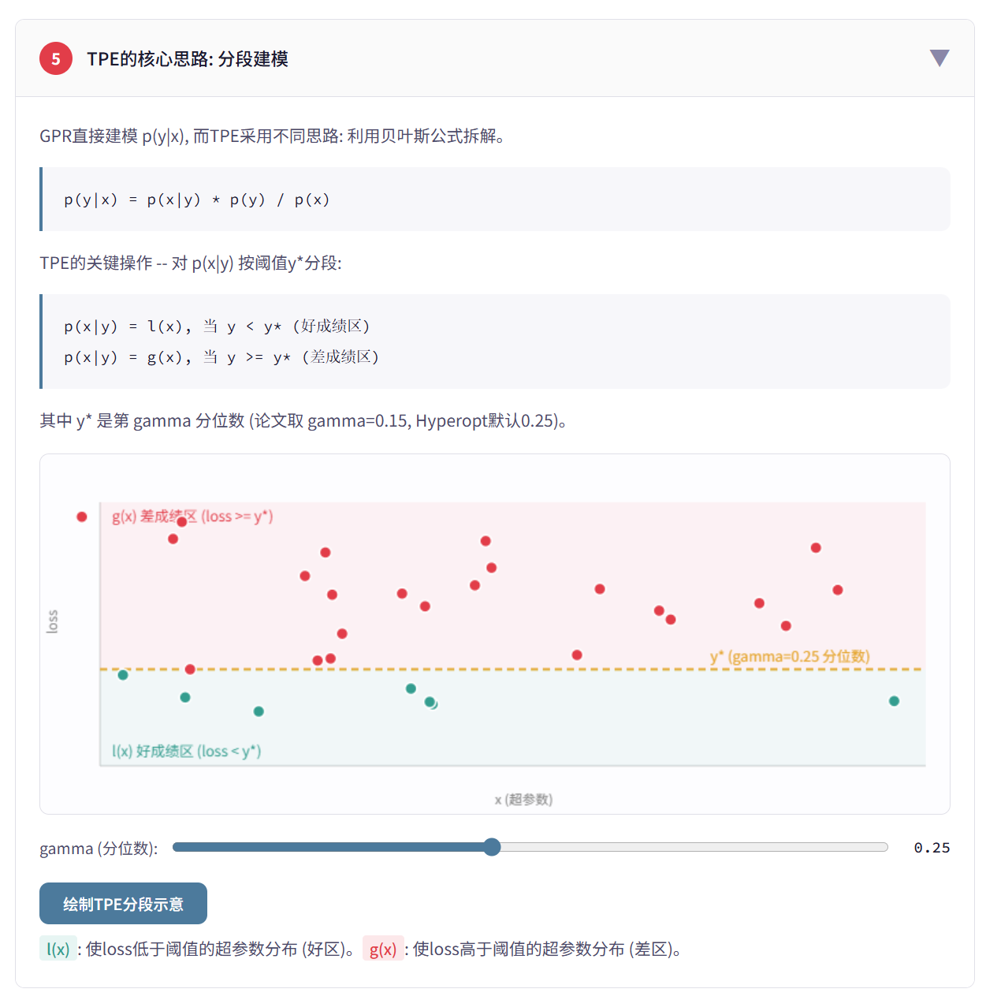 5 TPE的核心思路: 分段建模
GPR直接建模 p(y|x), 而TPE采用不同思路: 利用贝叶斯公式拆解。
p(y|x) = p(x|y) * p(y) / p(x)
TPE的关键操作 -- 对 p(x|y) 按阈值y*分段:
p(x|y) = l(x), 当 y < y* (好成绩区)
p(x|y) = g(x), 当 y >= y* (差成绩区)
其中 y* 是第 gamma 分位数 (论文取 gamma=0.15, Hyperopt默认0.25)。
g(x) 差成绩区 (loss >= y*)
loss
y* (gamma=0.25 分位数)
l(x) 好成绩区 (loss < y*)
x (超参数)
gamma (分位数): 0.25
绘制TPE分段示意
l(x) : 使loss低于阈值的超参数分布 (好区)。 g(x) : 使loss高于阈值的超参数分布 (差区)。